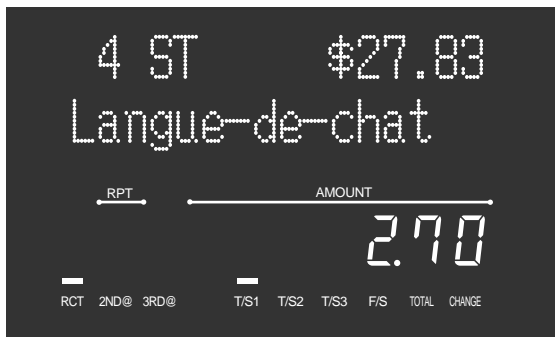 4 ST $27.83
Langue-de-chat
RPT AMOUNT
2.70
RCT 2ND@ 3RD@ T/S1 T/S2 T/S3 F/S TOTAL CHANGE